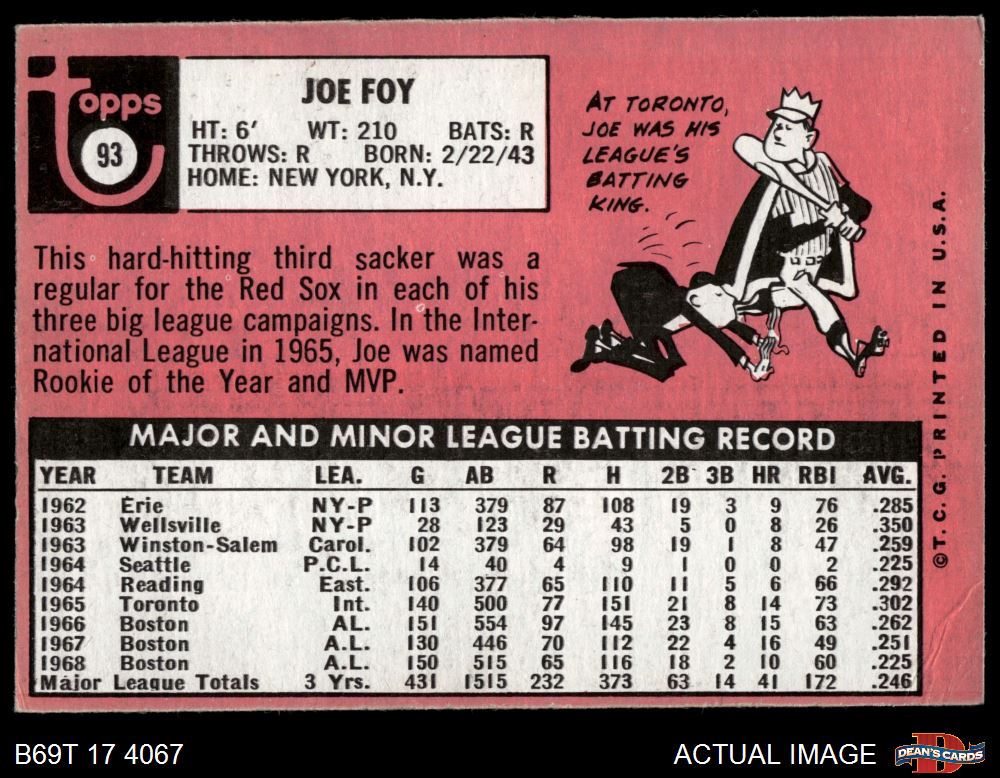 topps
93
JOE FOY
HT: 6' WT: 210 BATS: R
THROWS: R BORN: 2/22/43
HOME: NEW YORK, N.Y.
AT TORONTO,
JOE WAS HIS
LEAGUE'S
BATTING
KING.
This hard-hitting third sacker was a
regular for the Red Sox in each of his
three big league campaigns. In the Inter-
national League in 1965, Joe was named
Rookie of the Year and MVP.
MAJOR AND MINOR LEAGUE BATTING RECORD
YEAR TEAM LEA. G AB R H 2B 3B HR RBI AVG.
1962 Erie NY-P 113 379 87 108 19 3 9 76 .285
1963 Wellsville NY-P 28 123 29 43 5 0 8 26 .350
1963 Winston-Salem Carol. 102 379 64 98 19 1 8 47 .259
1964 Seattle P.C.L. 14 40 4 9 1 0 0 2 .225
1964 Reading East. 106 377 65 110 11 5 6 66 .292
1965 Toronto Int. 140 500 77 151 21 8 14 73 .302
1966 Boston AL. 151 554 97 145 23 8 15 63 .262
1967 Boston A.L. 130 446 70 112 22 4 16 49 .251
1968 Boston A.L. 150 515 65 116 18 2 10 60 .225
Major League Totals 3 Yrs. 431 1515 232 373 63 14 41 172 .246
©T. C. G. PRINTED IN U.S.A.
B69T 17 4067
ACTUAL IMAGE
D
DEAN'S CARDS